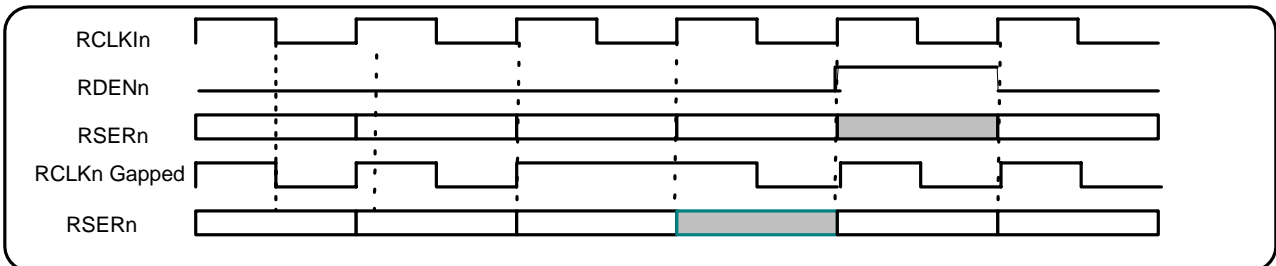 RCLKIn
RDENn
RSERn
RCLKn Gapped
RSERn